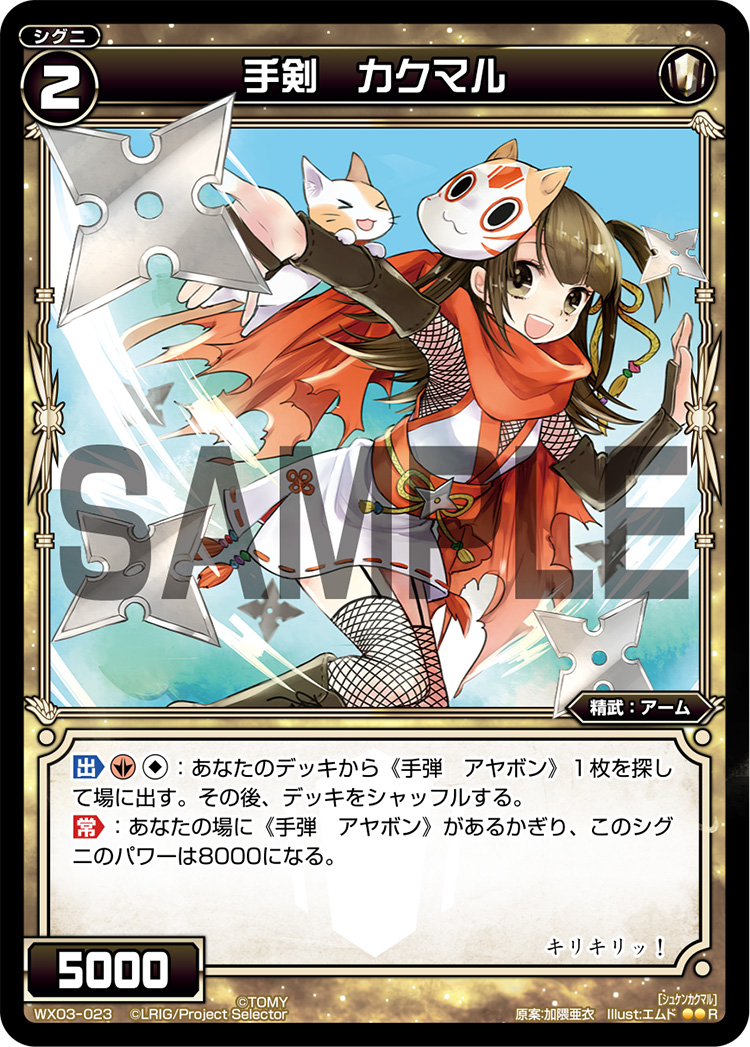 シグニ
2
手剣 カクマル
SAMPLE
精武：アーム
出：あなたのデッキから《手弾 アヤボン》１枚を探し
て場に出す。その後、デッキをシャッフルする。
常：あなたの場に《手弾 アヤボン》があるかぎり、このシグ
ニのパワーは8000になる。
キリキリッ！
5000
[シュケンカクマル]
©TOMY
WX03-023 ©LRIG/Project Selector 原案:加隈亜衣 Illust:エムド R